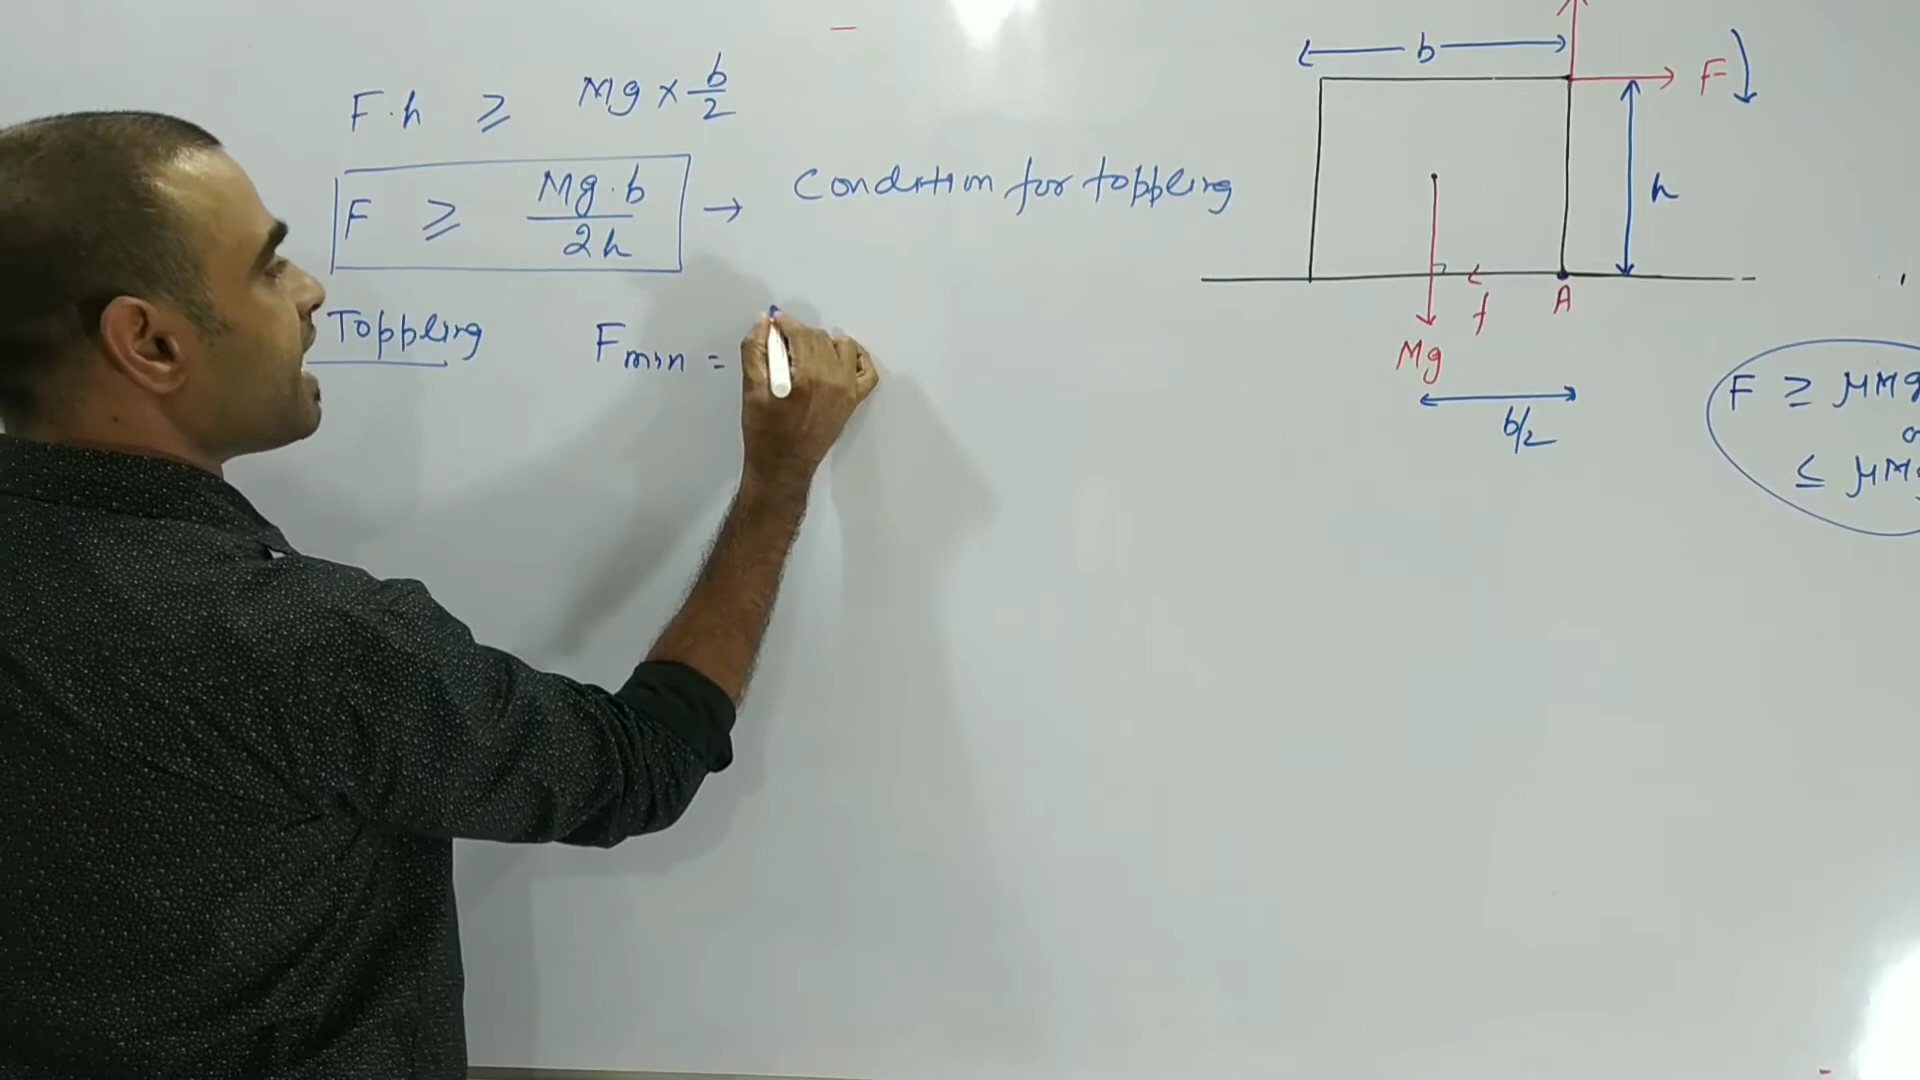 F·h ≥ Mg × b/2
F ≥ Mg·b/2h → Condition for toppling
Toppling Fmin =
b
F
h
f
A
Mg
b/2
F ≥ μMg
≤ μMg